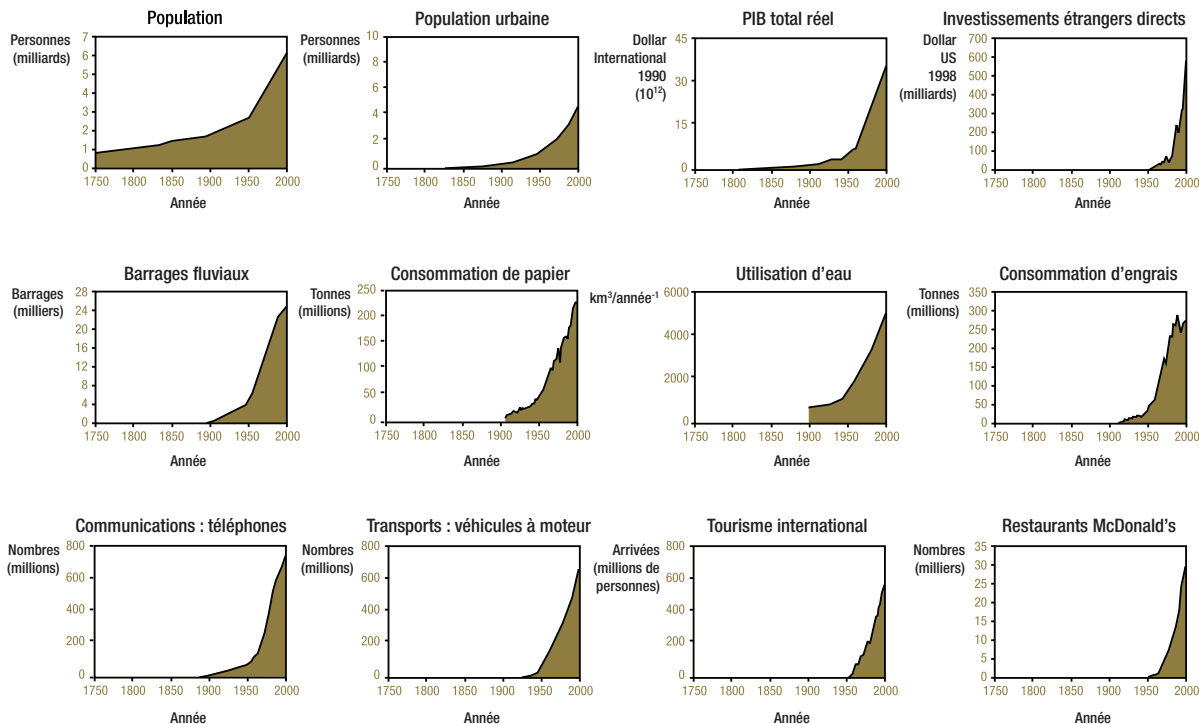 Population
Personnes
(milliards)
7
6
5
4
3
2
1
0
1750 1800 1850 1900 1950 2000
Année
Population urbaine
Personnes
(milliards)
10
8
6
4
2
0
1750 1800 1850 1900 1950 2000
Année
PIB total réel
Dollar
International
1990
(10¹²)
45
30
15
0
1750 1800 1850 1900 1950 2000
Année
Investissements étrangers directs
Dollar
US
1998
(milliards)
700
600
500
400
300
200
100
0
1750 1800 1850 1900 1950 2000
Année
Barrages fluviaux
Barrages
(milliers)
28
24
20
16
12
8
4
0
1750 1800 1850 1900 1950 2000
Année
Consommation de papier
Tonnes
(millions)
250
200
150
100
50
0
1750 1800 1850 1900 1950 2000
Année
Utilisation d’eau
km³/année⁻¹
6000
4000
2000
0
1750 1800 1850 1900 1950 2000
Année
Consommation d’engrais
Tonnes
(millions)
350
300
250
200
150
100
50
0
1750 1800 1850 1900 1950 2000
Année
Communications : téléphones
Nombres
(millions)
800
600
400
200
0
1750 1800 1850 1900 1950 2000
Année
Transports : véhicules à moteur
Nombres
(millions)
800
600
400
200
0
1750 1800 1850 1900 1950 2000
Année
Tourisme international
Arrivées
(millions de
personnes)
800
600
400
200
0
1750 1800 1850 1900 1950 2000
Année
Restaurants McDonald’s
Nombres
(milliers)
35
30
25
20
15
10
5
0
1750 1800 1850 1900 1950 2000
Année